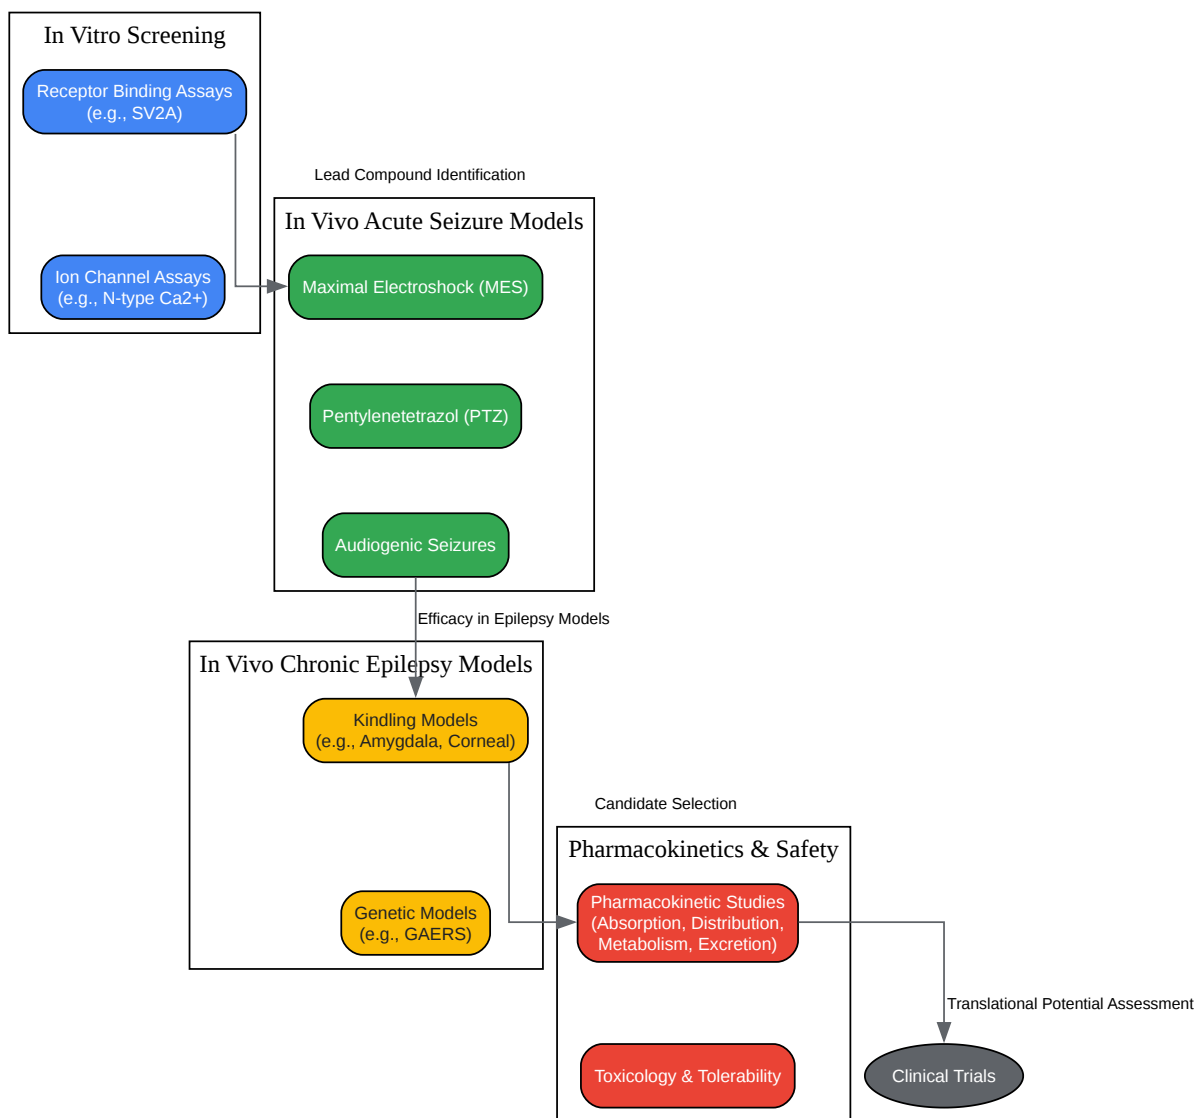 In Vitro Screening
Receptor Binding Assays
(e.g., SV2A)
Lead Compound Identification
In Vivo Acute Seizure Models
Ion Channel Assays
(e.g., N-type Ca2+)
Maximal Electroshock (MES)
Pentylenetetrazol (PTZ)
Audiogenic Seizures
Efficacy in Epilepsy Models
In Vivo Chronic Epilepsy Models
Kindling Models
(e.g., Amygdala, Corneal)
Candidate Selection
Pharmacokinetics & Safety
Genetic Models
(e.g., GAERS)
Pharmacokinetic Studies
(Absorption, Distribution,
Metabolism, Excretion)
Translational Potential Assessment
Toxicology & Tolerability
Clinical Trials